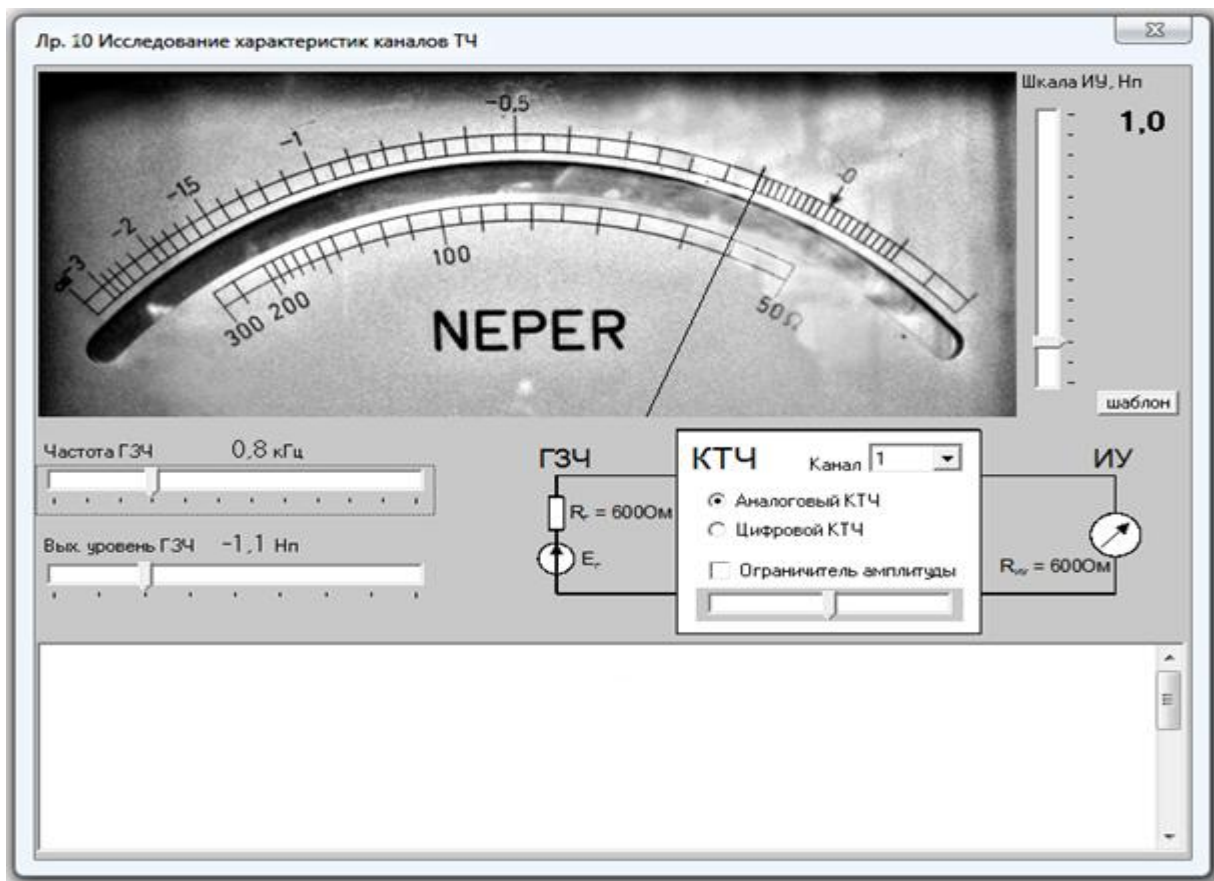 Лр. 10 Исследование характеристик каналов ТЧ
Шкала ИУ, Нп
1,0
∞ -3 -2 -1,5 -1 -0,5 -0
300 200 100 50 Ω
NEPER
шаблон
Частота ГЗЧ 0,8 кГц
Вых. уровень ГЗЧ -1,1 Нп
ГЗЧ
Rг = 600Ом
Eг
КТЧ Канал 1
Аналоговый КТЧ
Цифровой КТЧ
Ограничитель амплитуды
ИУ
Rиу = 600Ом